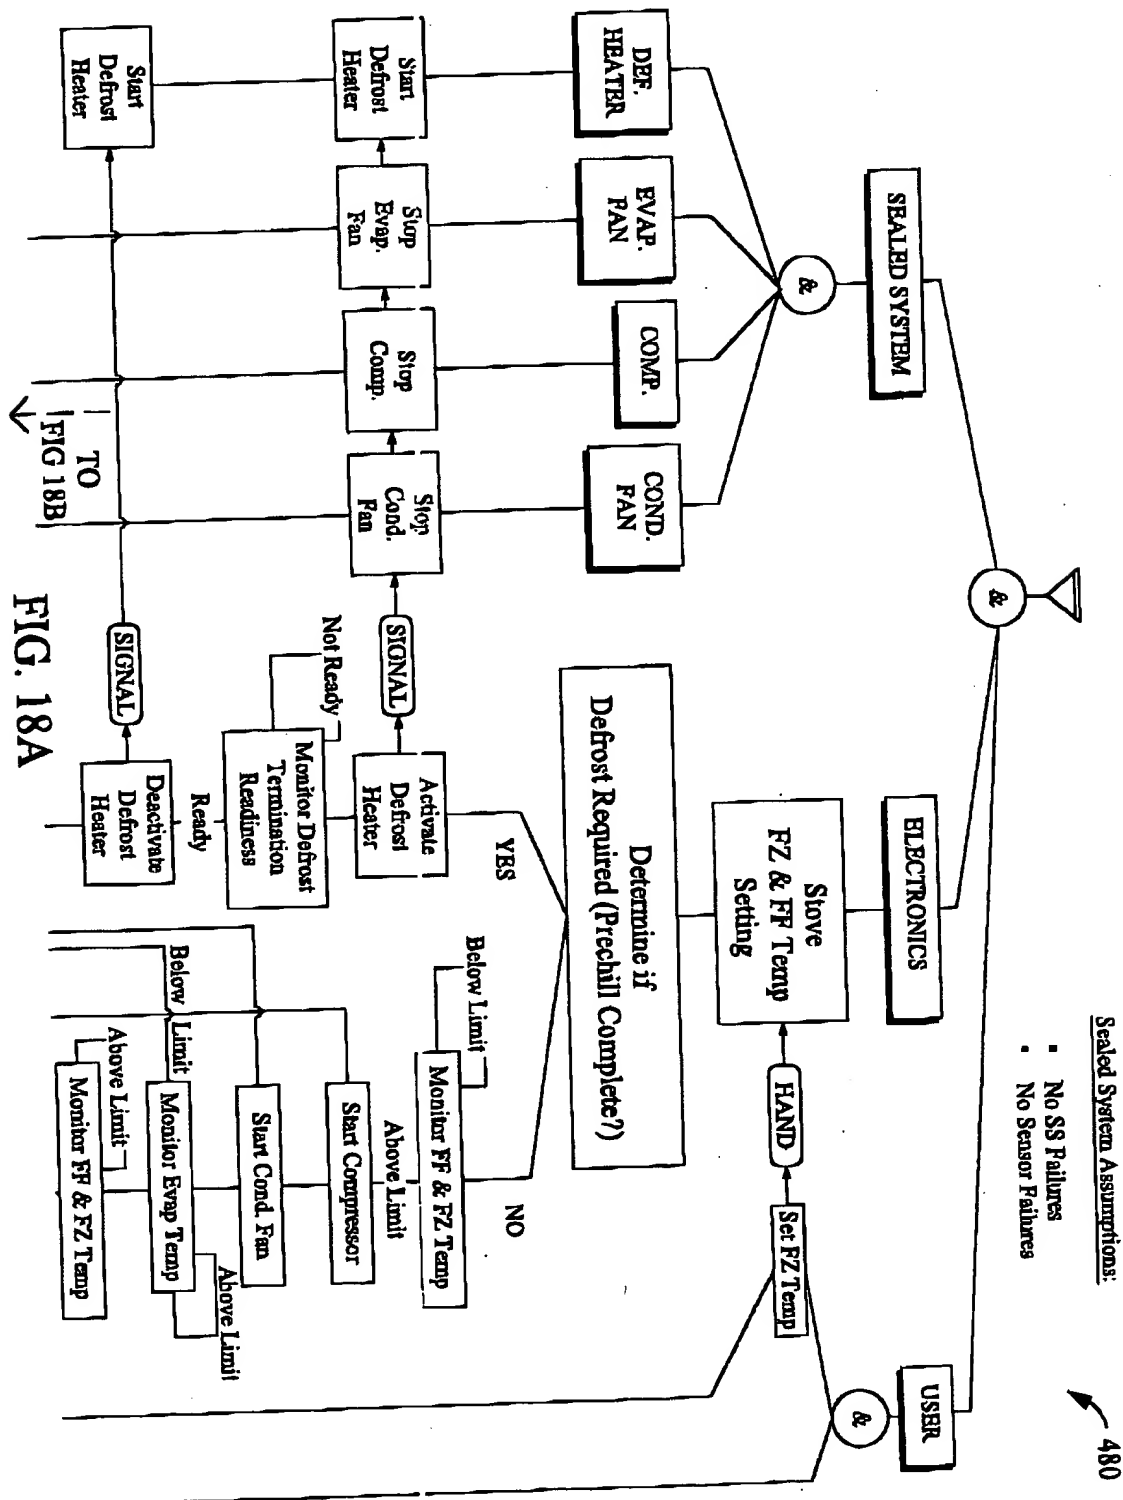 Sealed System Assumptions:
▪ No SS Failures
▪ No Sensor Failures
480
&
SEALED SYSTEM
ELECTRONICS
USER
&
&
DEF.
HEATER
EVAP.
FAN
COMP.
COND.
FAN
Stove
FZ & FF Temp
Setting
HAND
Set FZ Temp
Determine if
Defrost Required (Prechill Complete?)
YES
NO
Start
Defrost
Heater
Stop
Evap.
Fan
Stop
Comp.
Stop
Cond.
Fan
SIGNAL
Activate
Defrost
Heater
Below Limit
Monitor FF & FZ Temp
Above Limit
Not Ready
Monitor Defrost
Termination
Readiness
Ready
Start Compressor
Start Cond. Fan
Below Limit
Monitor Evap Temp
Above Limit
Start
Defrost
Heater
SIGNAL
Deactivate
Defrost
Heater
Above Limit
Monitor FF & FZ Temp
TO
FIG 18B
FIG. 18A